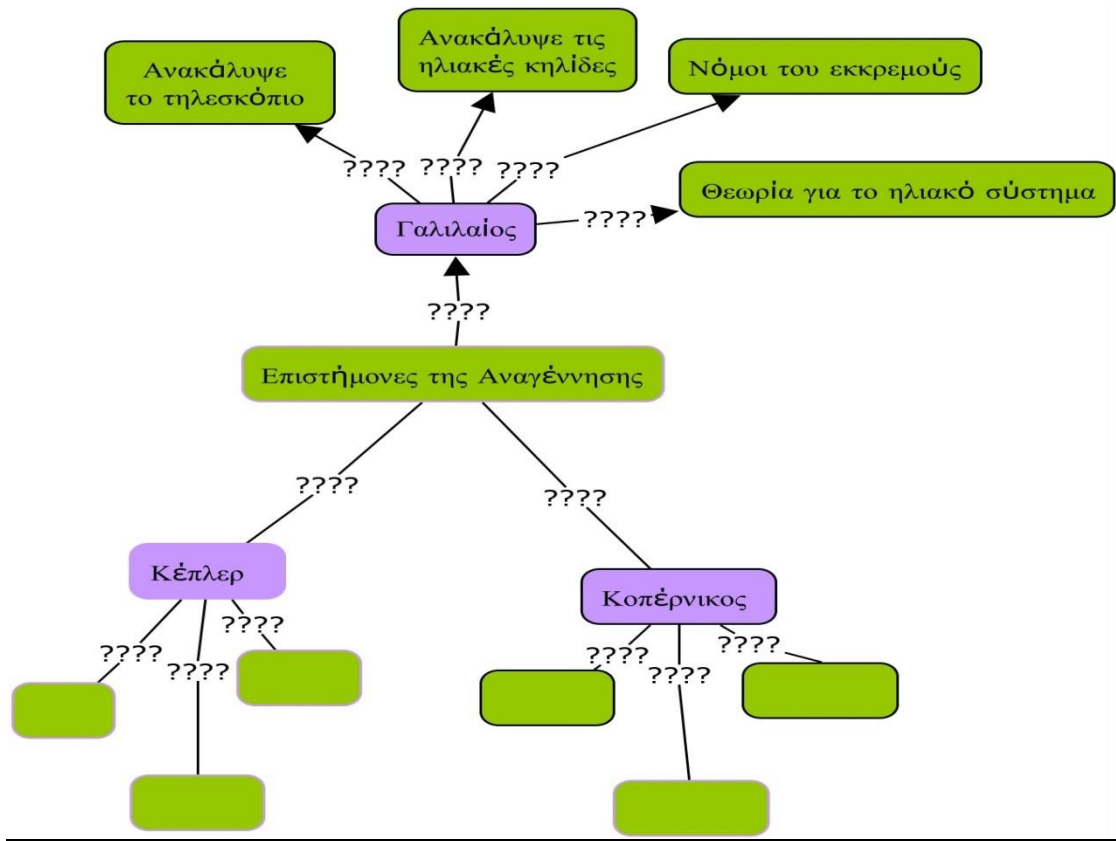 Ανακάλυψε
το τηλεσκόπιο
Ανακάλυψε τις
ηλιακές κηλίδες
Νόμοι του εκκρεμούς
????
????
????
Θεωρία για το ηλιακό σύστημα
????
Γαλιλαίος
????
Επιστήμονες της Αναγέννησης
????
????
Κέπλερ
Κοπέρνικος
????
????
????
????
????
????